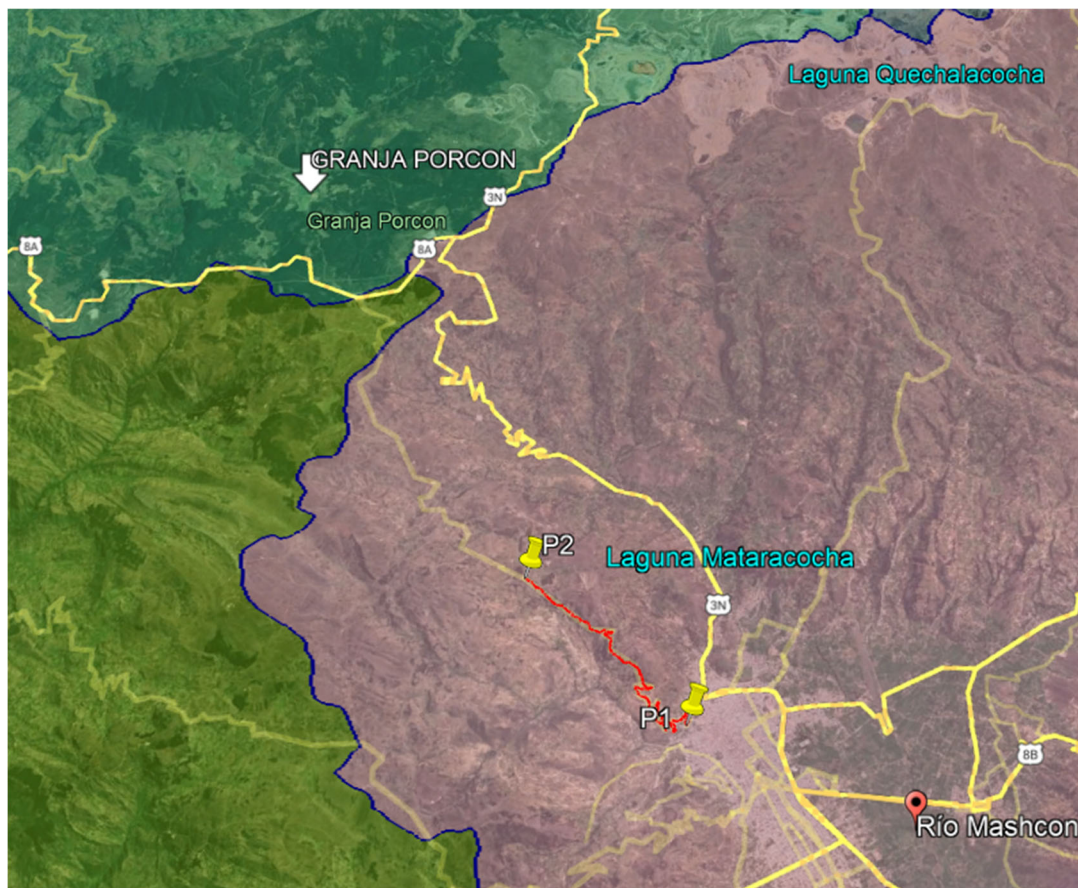 Laguna Quechalacocha
GRANJA PORCON
3N
Granja Porcon
8A
8A
P2
Laguna Mataracocha
3N
P1
8B
Río Mashcon